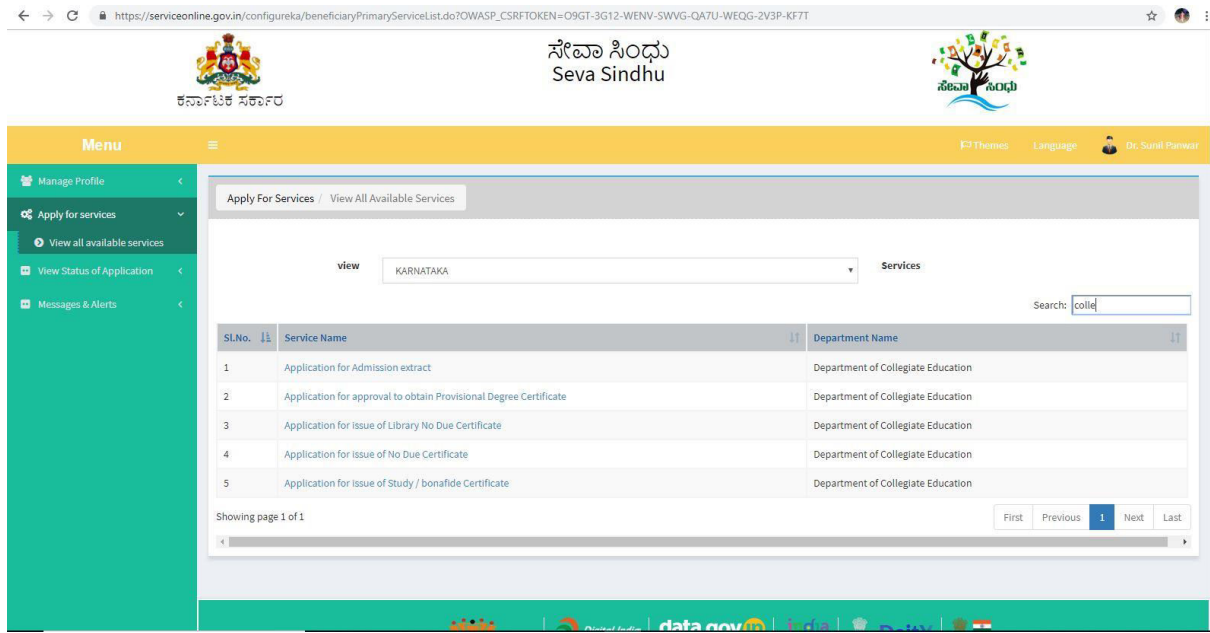 https://serviceonline.gov.in/configureka/beneficiaryPrimaryServiceList.do?OWASP_CSRFTOKEN=O9GT-3G12-WENV-SWVG-QA7U-WEQG-2V3P-KF7T
ಕರ್ನಾಟಕ ಸರ್ಕಾರ
ಸೇವಾ ಸಿಂಧು
Seva Sindhu
ಸೇವಾ ಸಿಂಧು
Menu
Themes Language Dr. Sunil Panwar
Manage Profile
Apply for services
View all available services
View Status of Application
Messages & Alerts
Apply For Services / View All Available Services
view KARNATAKA Services
Search: colle
Sl.No. Service Name Department Name
1 Application for Admission extract Department of Collegiate Education
2 Application for approval to obtain Provisional Degree Certificate Department of Collegiate Education
3 Application for issue of Library No Due Certificate Department of Collegiate Education
4 Application for issue of No Due Certificate Department of Collegiate Education
5 Application for issue of Study / bonafide Certificate Department of Collegiate Education
Showing page 1 of 1
First Previous 1 Next Last
Digital India data.gov.in india DeitY